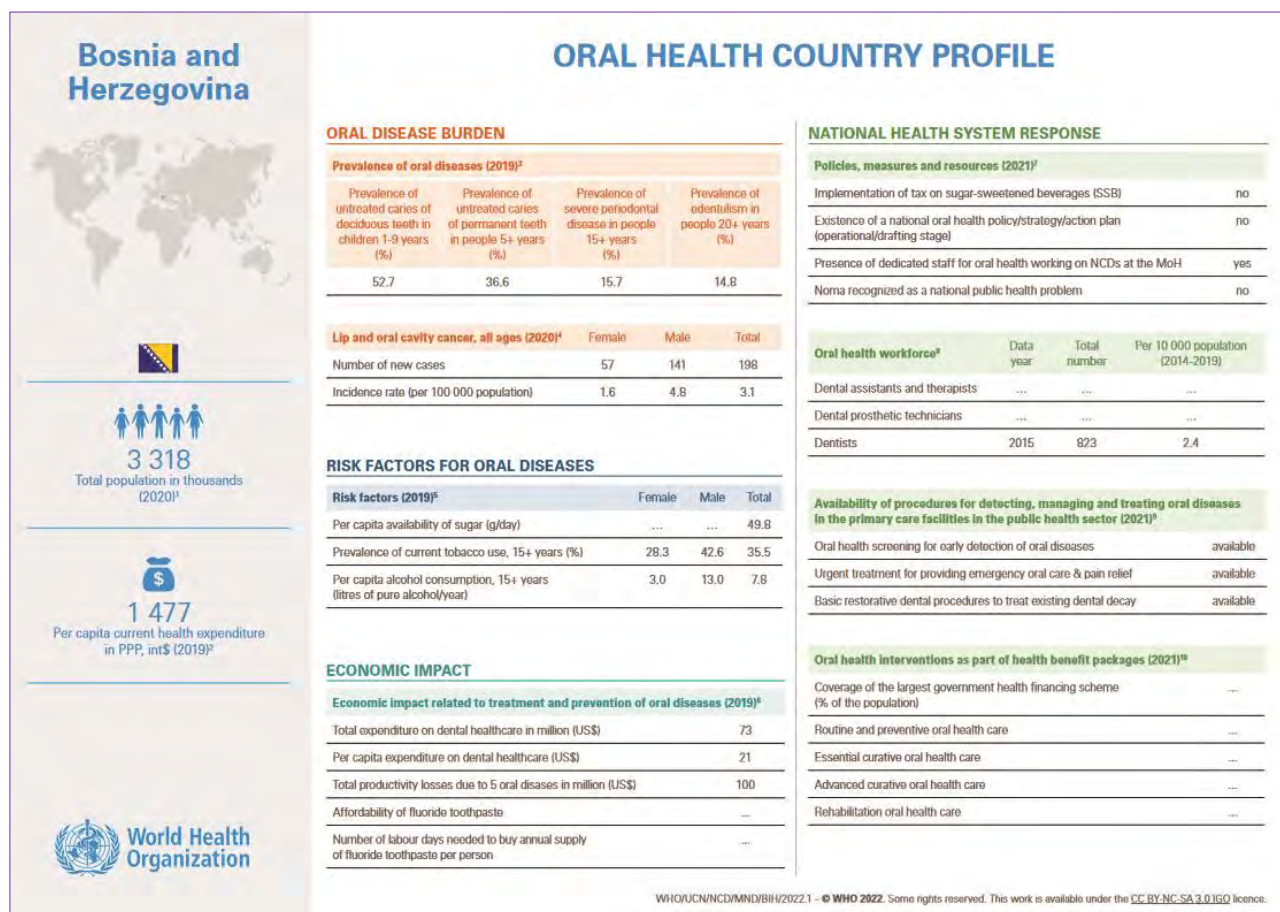 Bosnia and
Herzegovina
3 318
Total population in thousands
(2020)¹
$
1 477
Per capita current health expenditure
in PPP, int$ (2019)²
World Health
Organization
ORAL HEALTH COUNTRY PROFILE
ORAL DISEASE BURDEN
Prevalence of oral diseases (2019)³
Prevalence of untreated caries of deciduous teeth in children 1-9 years (%)
Prevalence of untreated caries of permanent teeth in people 5+ years (%)
Prevalence of severe periodontal disease in people 15+ years (%)
Prevalence of edentulism in people 20+ years (%)
52.7 36.6 15.7 14.8
Lip and oral cavity cancer, all ages (2020)⁴ Female Male Total
Number of new cases 57 141 198
Incidence rate (per 100 000 population) 1.6 4.8 3.1
RISK FACTORS FOR ORAL DISEASES
Risk factors (2019)⁵ Female Male Total
Per capita availability of sugar (g/day) ... ... 49.8
Prevalence of current tobacco use, 15+ years (%) 28.3 42.6 35.5
Per capita alcohol consumption, 15+ years 3.0 13.0 7.8
(litres of pure alcohol/year)
ECONOMIC IMPACT
Economic impact related to treatment and prevention of oral diseases (2019)⁶
Total expenditure on dental healthcare in million (US$) 73
Per capita expenditure on dental healthcare (US$) 21
Total productivity losses due to 5 oral disases in million (US$) 100
Affordability of fluoride toothpaste ...
Number of labour days needed to buy annual supply ...
of fluoride toothpaste per person
NATIONAL HEALTH SYSTEM RESPONSE
Policies, measures and resources (2021)⁷
Implementation of tax on sugar-sweetened beverages (SSB) no
Existence of a national oral health policy/strategy/action plan no
(operational/drafting stage)
Presence of dedicated staff for oral health working on NCDs at the MoH yes
Noma recognized as a national public health problem no
Oral health workforce⁸ Data year Total number Per 10 000 population (2014-2019)
Dental assistants and therapists ... ... ...
Dental prosthetic technicians ... ... ...
Dentists 2015 823 2.4
Availability of procedures for detecting, managing and treating oral diseases
in the primary care facilities in the public health sector (2021)⁹
Oral health screening for early detection of oral diseases available
Urgent treatment for providing emergency oral care & pain relief available
Basic restorative dental procedures to treat existing dental decay available
Oral health interventions as part of health benefit packages (2021)¹⁰
Coverage of the largest government health financing scheme ...
(% of the population)
Routine and preventive oral health care ...
Essential curative oral health care ...
Advanced curative oral health care ...
Rehabilitation oral health care ...
WHO/UCN/NCD/MND/BIH/2022.1 – © WHO 2022. Some rights reserved. This work is available under the CC BY-NC-SA 3.0 IGO licence.